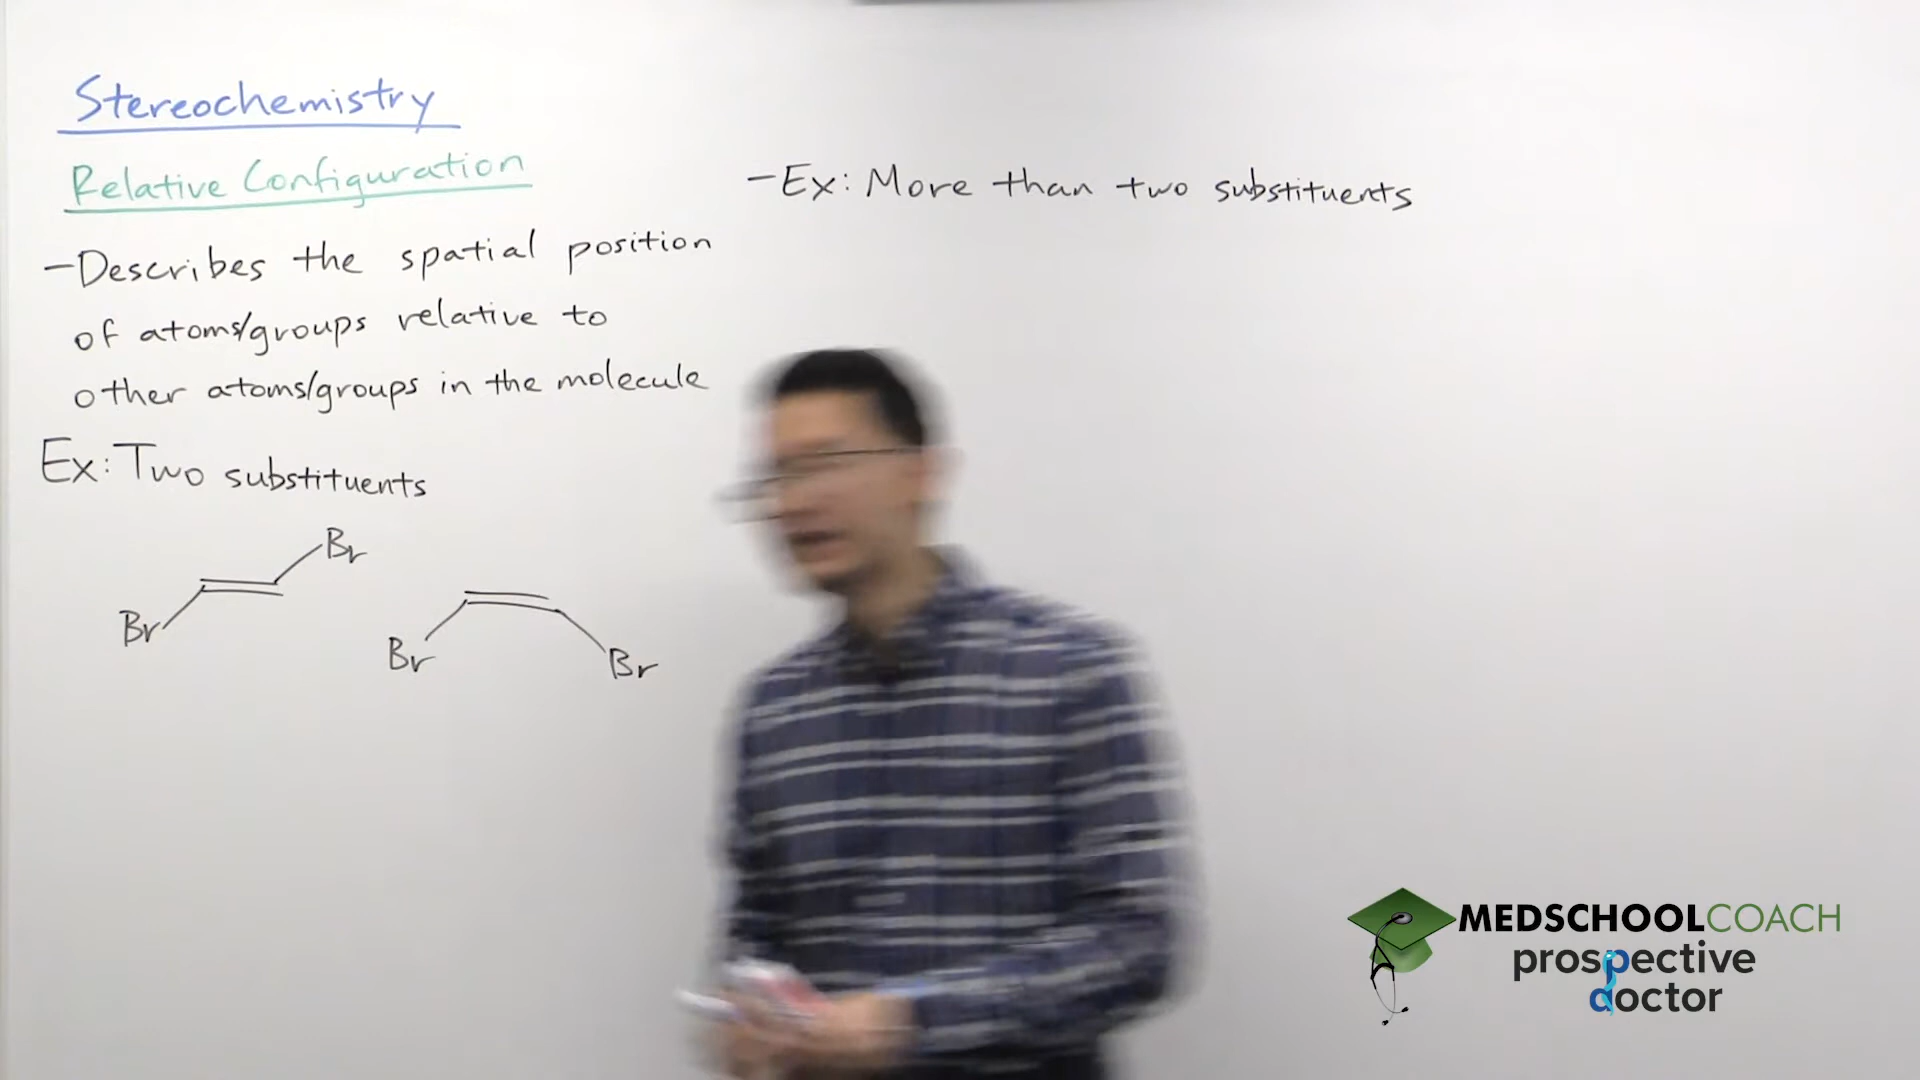 Stereochemistry
Relative Configuration
-Describes the spatial position
of atoms/groups relative to
other atoms/groups in the molecule
Ex: Two substituents
Br
Br
Br
Br
-Ex: More than two substituents
MEDSCHOOLCOACH
prospective
doctor